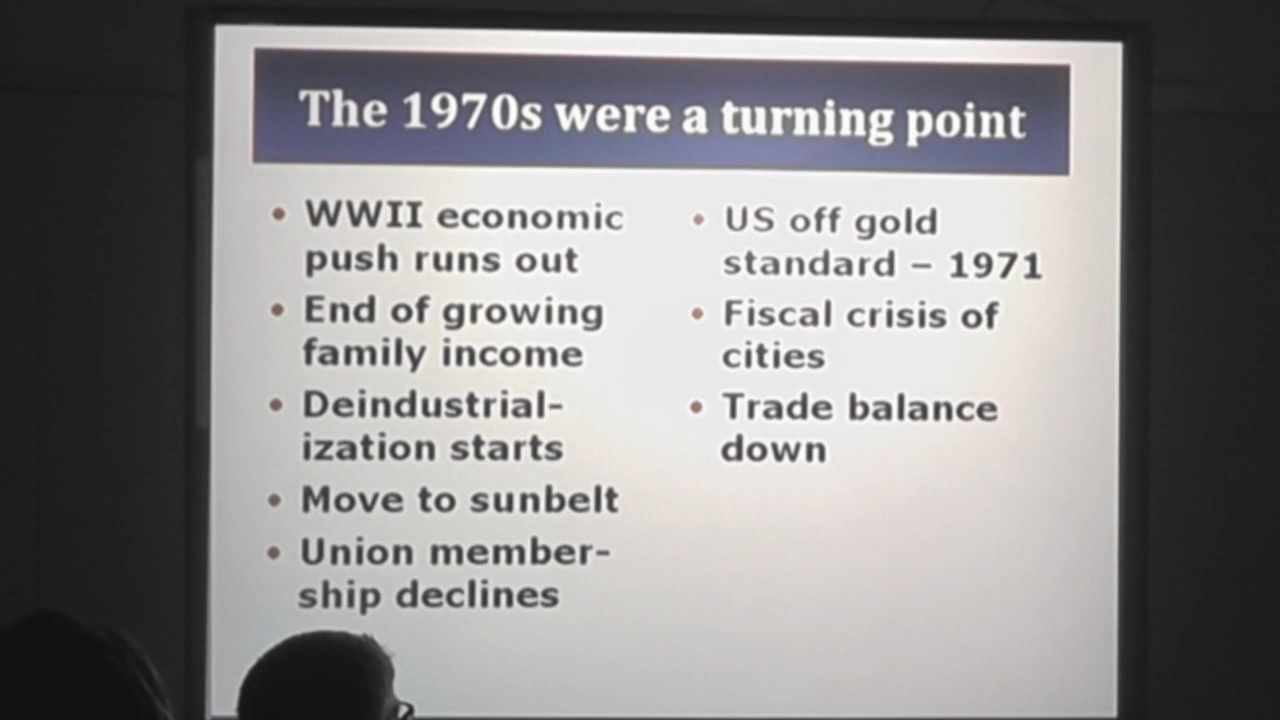 The 1970s were a turning point
• WWII economic
push runs out
• End of growing
family income
• Deindustrial-
ization starts
• Move to sunbelt
• Union member-
ship declines
• US off gold
standard – 1971
• Fiscal crisis of
cities
• Trade balance
down